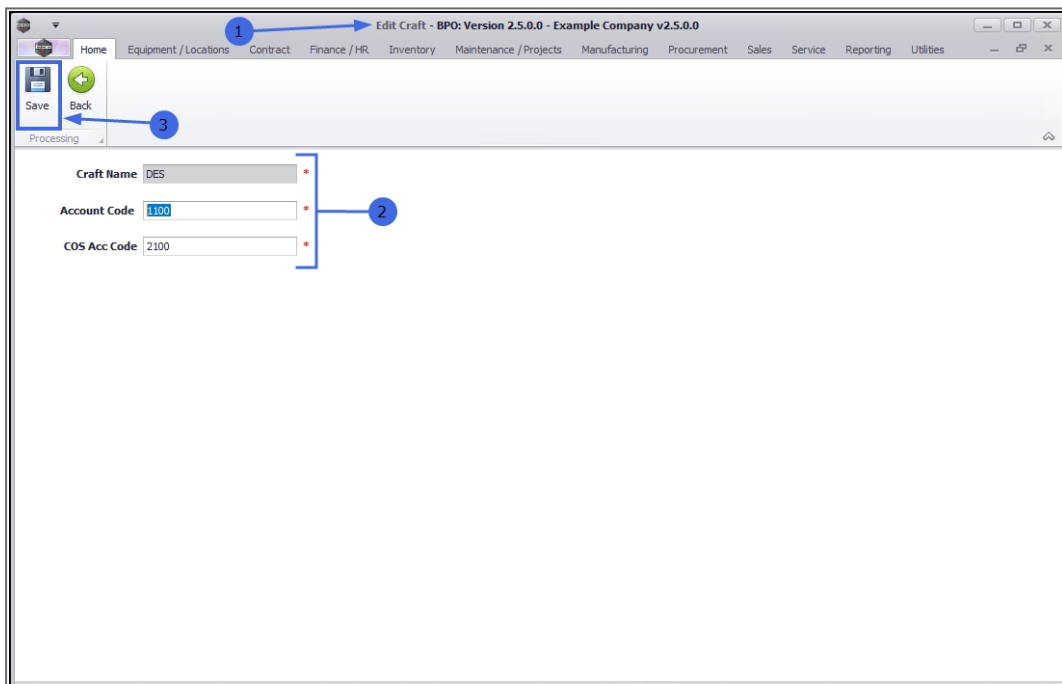 1
Edit Craft - BPO: Version 2.5.0.0 - Example Company v2.5.0.0
Home Equipment / Locations Contract Finance / HR Inventory Maintenance / Projects Manufacturing Procurement Sales Service Reporting Utilities
Save Back
3
Processing
Craft Name DES *
Account Code 1100 *
2
COS Acc Code 2100 *